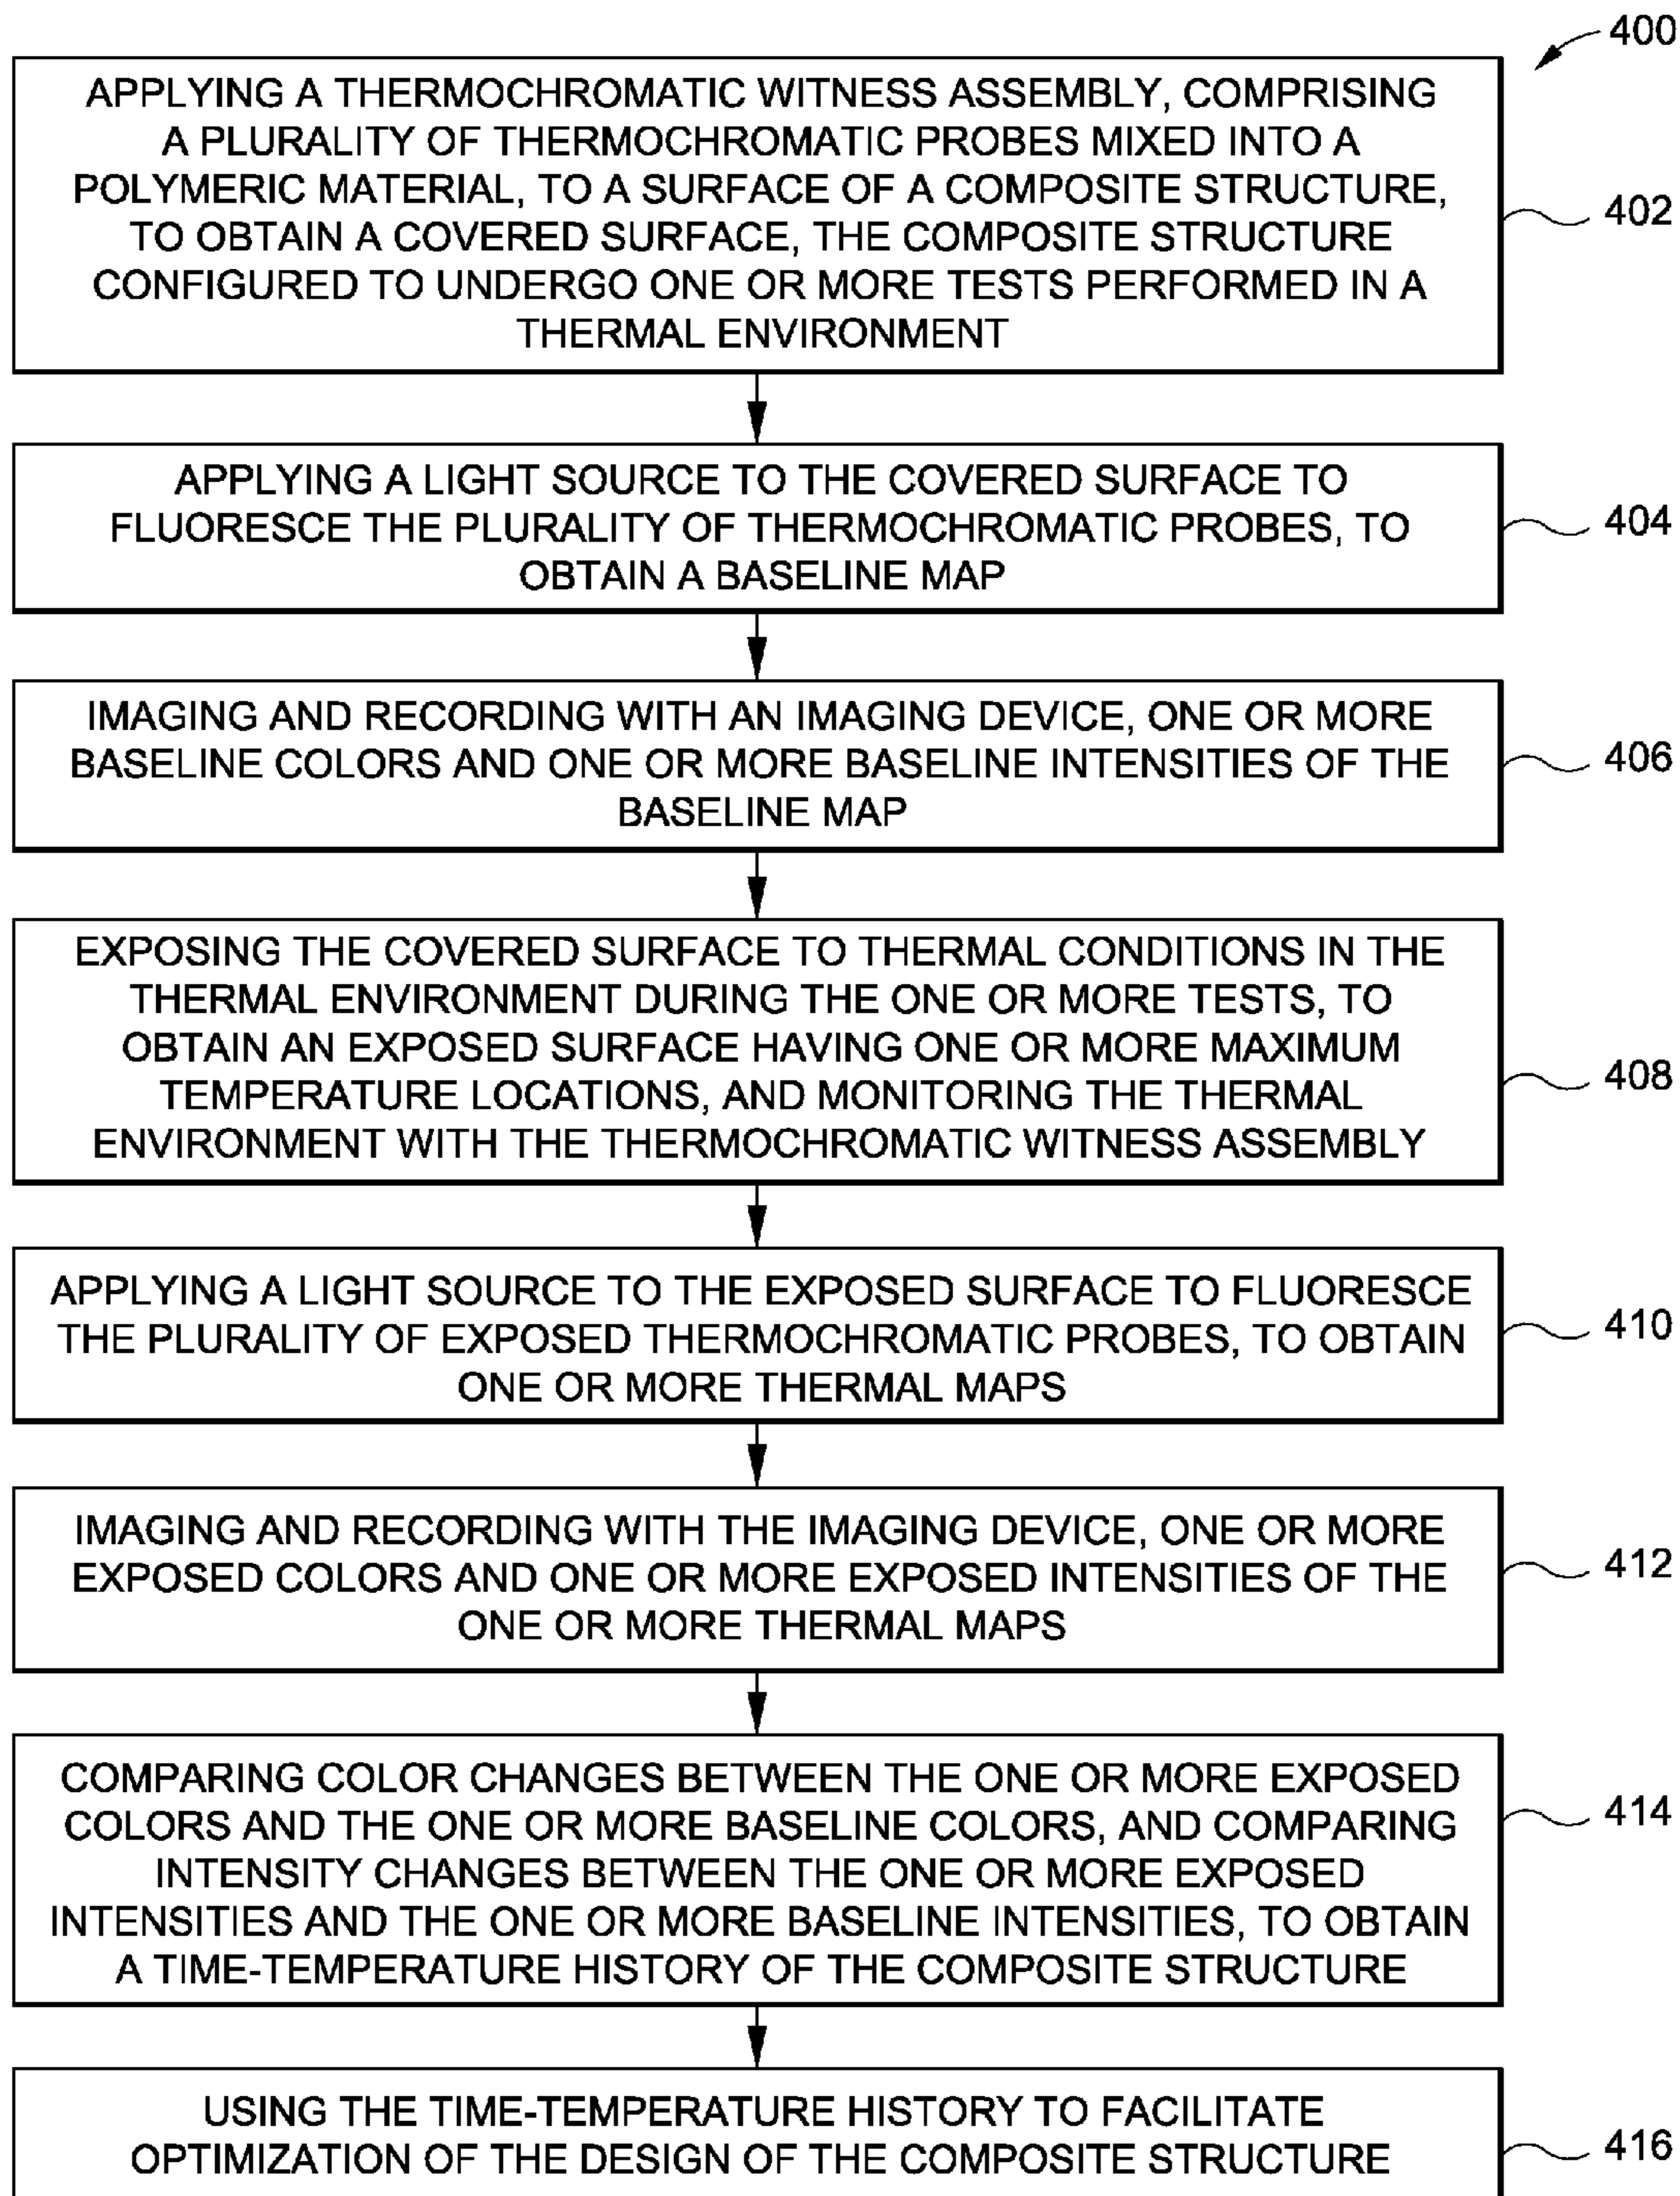 400
APPLYING A THERMOCHROMATIC WITNESS ASSEMBLY, COMPRISING
A PLURALITY OF THERMOCHROMATIC PROBES MIXED INTO A
POLYMERIC MATERIAL, TO A SURFACE OF A COMPOSITE STRUCTURE,
TO OBTAIN A COVERED SURFACE, THE COMPOSITE STRUCTURE
CONFIGURED TO UNDERGO ONE OR MORE TESTS PERFORMED IN A
THERMAL ENVIRONMENT
402
APPLYING A LIGHT SOURCE TO THE COVERED SURFACE TO
FLUORESCE THE PLURALITY OF THERMOCHROMATIC PROBES, TO
OBTAIN A BASELINE MAP
404
IMAGING AND RECORDING WITH AN IMAGING DEVICE, ONE OR MORE
BASELINE COLORS AND ONE OR MORE BASELINE INTENSITIES OF THE
BASELINE MAP
406
EXPOSING THE COVERED SURFACE TO THERMAL CONDITIONS IN THE
THERMAL ENVIRONMENT DURING THE ONE OR MORE TESTS, TO
OBTAIN AN EXPOSED SURFACE HAVING ONE OR MORE MAXIMUM
TEMPERATURE LOCATIONS, AND MONITORING THE THERMAL
ENVIRONMENT WITH THE THERMOCHROMATIC WITNESS ASSEMBLY
408
APPLYING A LIGHT SOURCE TO THE EXPOSED SURFACE TO FLUORESCE
THE PLURALITY OF EXPOSED THERMOCHROMATIC PROBES, TO OBTAIN
ONE OR MORE THERMAL MAPS
410
IMAGING AND RECORDING WITH THE IMAGING DEVICE, ONE OR MORE
EXPOSED COLORS AND ONE OR MORE EXPOSED INTENSITIES OF THE
ONE OR MORE THERMAL MAPS
412
COMPARING COLOR CHANGES BETWEEN THE ONE OR MORE EXPOSED
COLORS AND THE ONE OR MORE BASELINE COLORS, AND COMPARING
INTENSITY CHANGES BETWEEN THE ONE OR MORE EXPOSED
INTENSITIES AND THE ONE OR MORE BASELINE INTENSITIES, TO OBTAIN
A TIME-TEMPERATURE HISTORY OF THE COMPOSITE STRUCTURE
414
USING THE TIME-TEMPERATURE HISTORY TO FACILITATE
OPTIMIZATION OF THE DESIGN OF THE COMPOSITE STRUCTURE
416